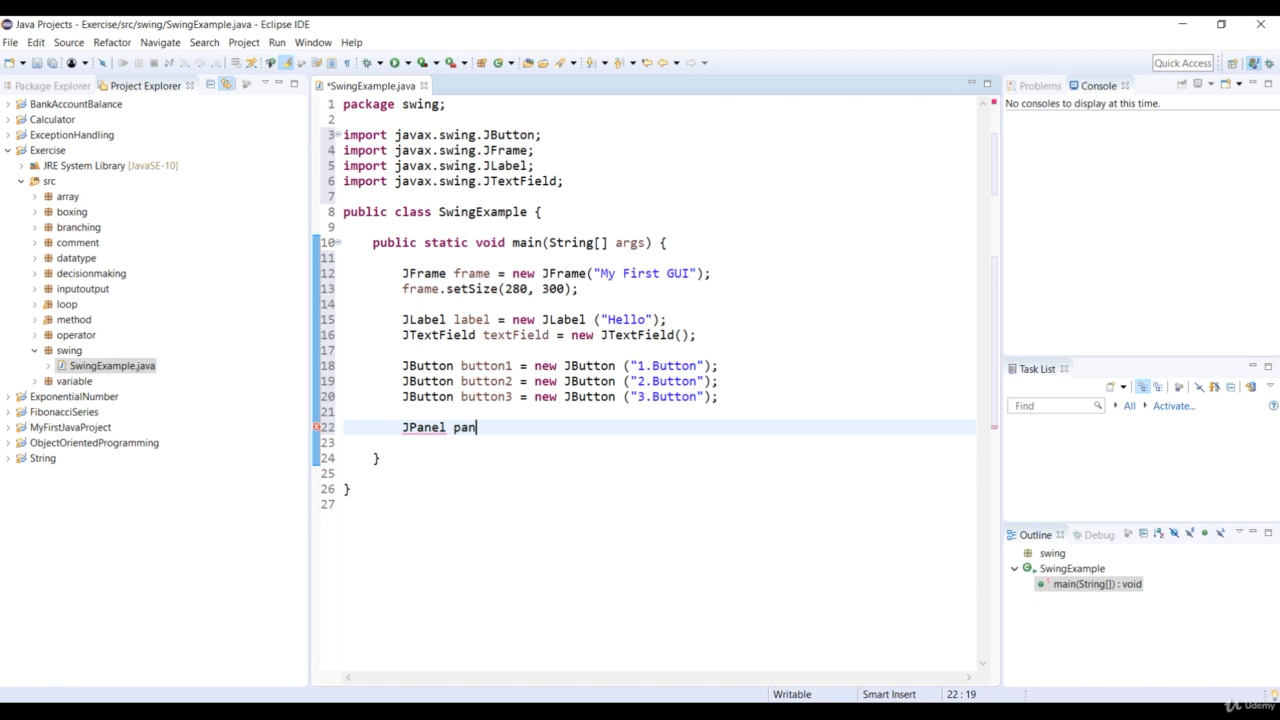 Java Projects - Exercise/src/swing/SwingExample.java - Eclipse IDE
File Edit Source Refactor Navigate Search Project Run Window Help
Quick Access
Package Explorer Project Explorer
BankAccountBalance
Calculator
ExceptionHandling
Exercise
JRE System Library [JavaSE-10]
src
array
boxing
branching
comment
datatype
decisionmaking
inputoutput
loop
method
operator
swing
SwingExample.java
variable
ExponentialNumber
FibonacciSeries
MyFirstJavaProject
ObjectOrientedProgramming
String
*SwingExample.java
1 package swing;
2
3 import javax.swing.JButton;
4 import javax.swing.JFrame;
5 import javax.swing.JLabel;
6 import javax.swing.JTextField;
7
8 public class SwingExample {
9
10 public static void main(String[] args) {
11
12 JFrame frame = new JFrame("My First GUI");
13 frame.setSize(280, 300);
14
15 JLabel label = new JLabel ("Hello");
16 JTextField textField = new JTextField();
17
18 JButton button1 = new JButton ("1.Button");
19 JButton button2 = new JButton ("2.Button");
20 JButton button3 = new JButton ("3.Button");
21
22 JPanel pan
23
24 }
25
26 }
27
Problems Console
No consoles to display at this time.
Task List
Find All Activate...
Outline Debug
swing
SwingExample
main(String[]) : void
Writable Smart Insert 22 : 19
Udemy